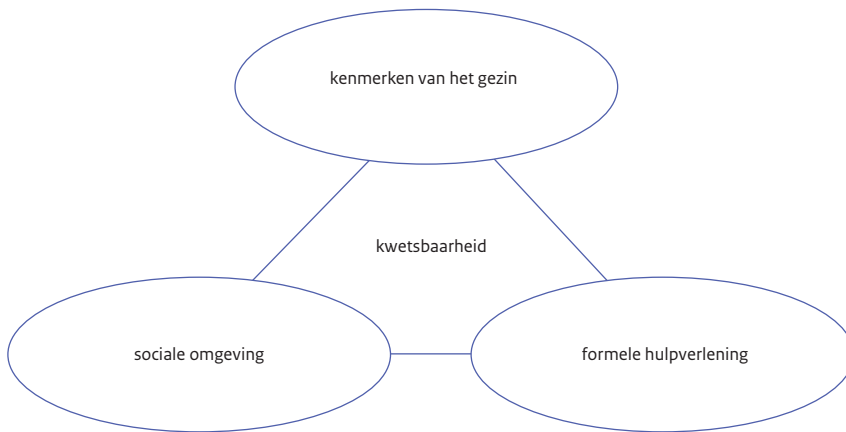 kenmerken van het gezin
kwetsbaarheid
sociale omgeving
formele hulpverlening